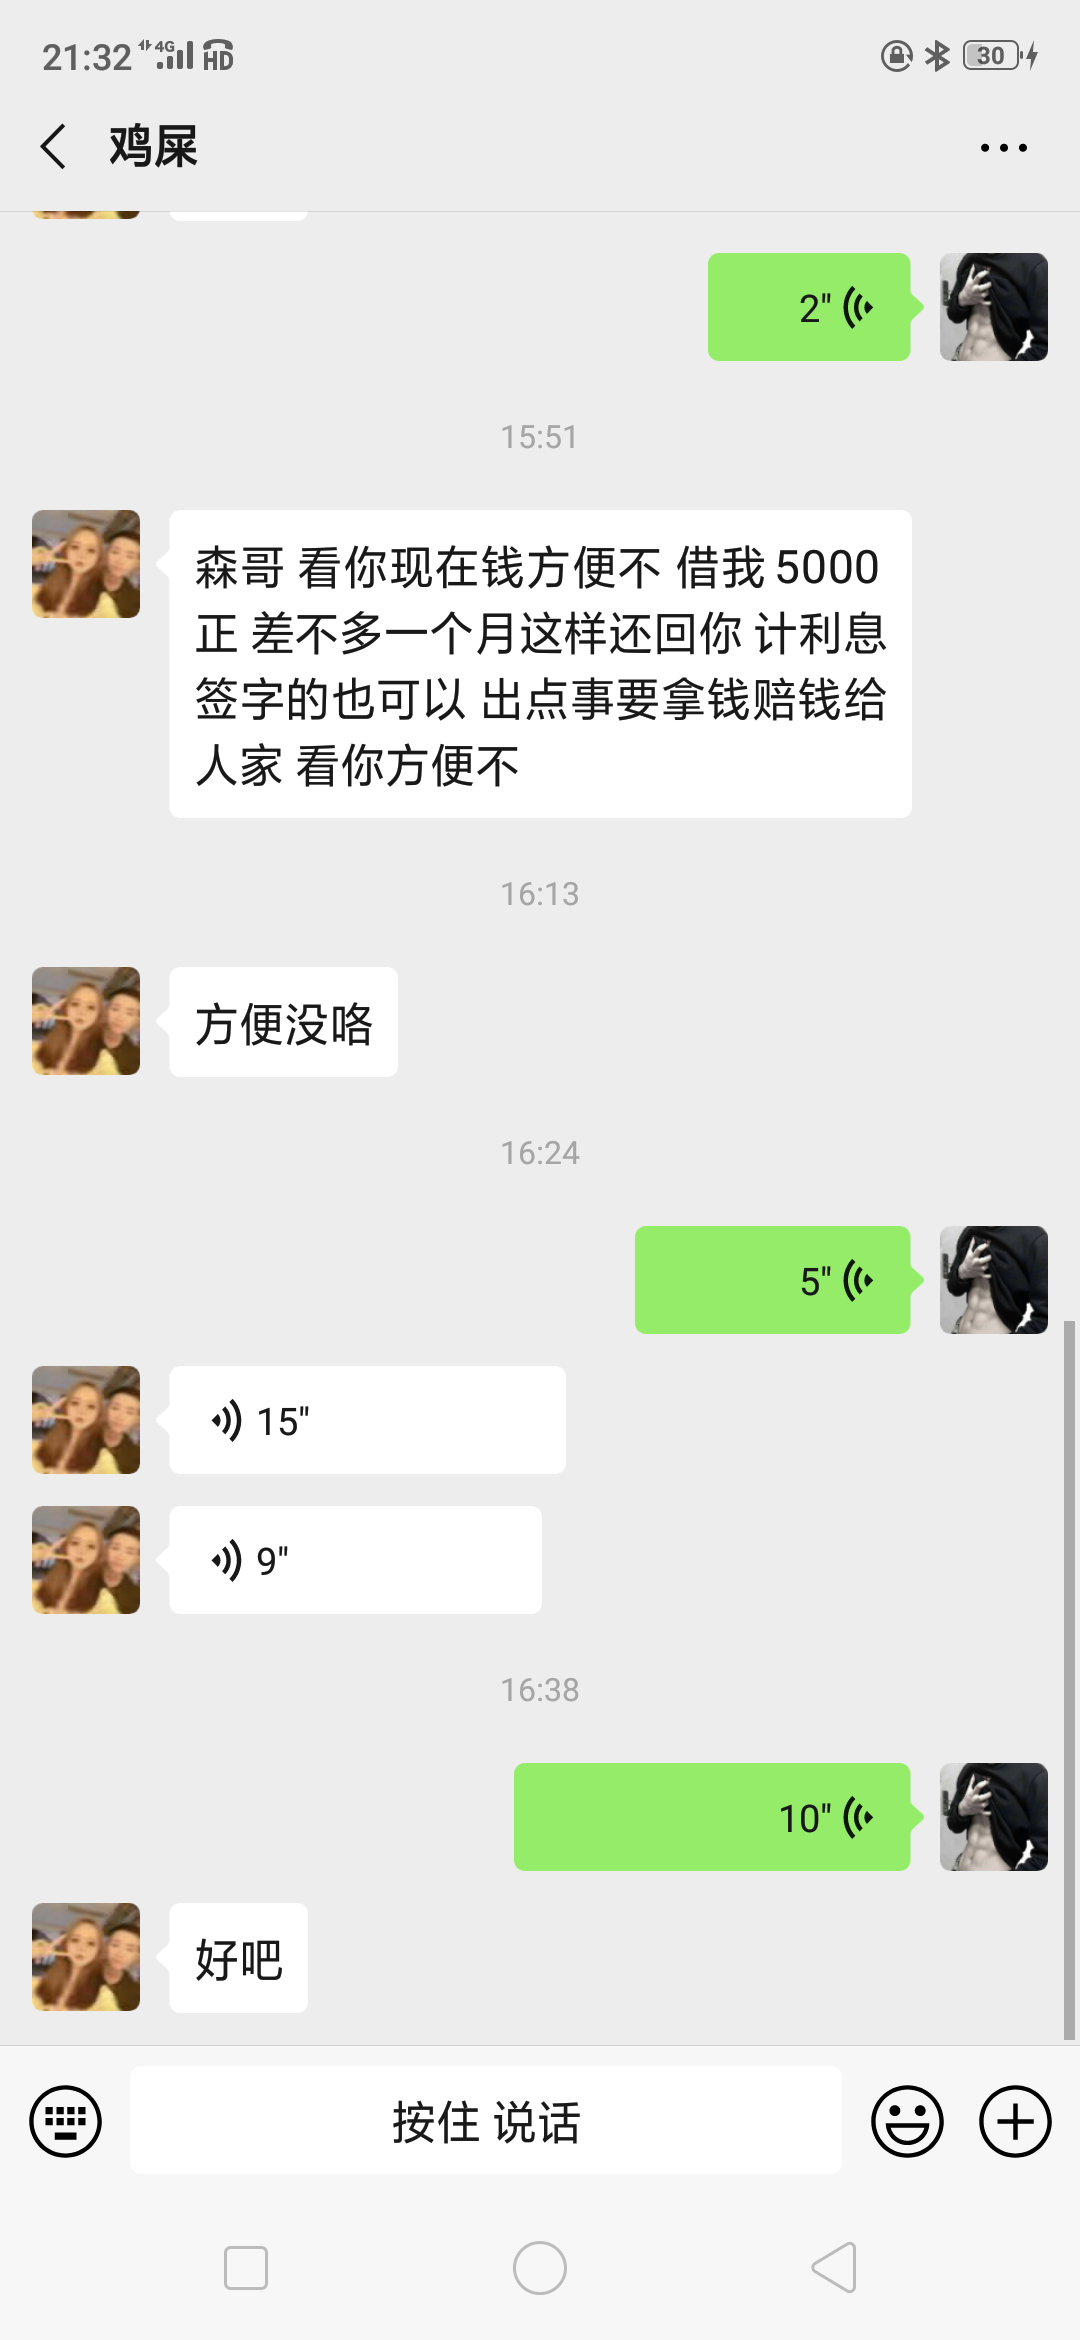 21:32 4G HD 30
鸡屎
2"
15:51
森哥 看你现在钱方便不 借我5000
正 差不多一个月这样还回你 计利息
签字的也可以 出点事要拿钱赔钱给
人家 看你方便不
16:13
方便没咯
16:24
5"
15"
9"
16:38
10"
好吧
按住 说话